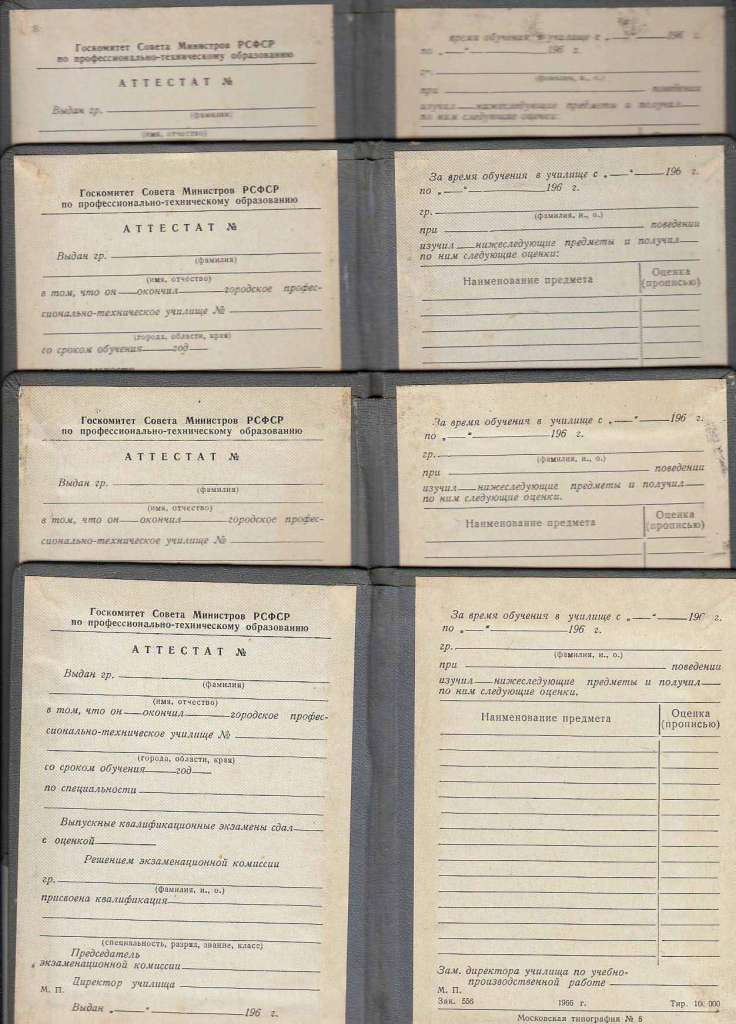 Госкомитет Совета Министров РСФСР
по профессионально-техническому образованию
АТТЕСТАТ №
Выдан гр.
(фамилия)
(имя, отчество)
время обучения в училище с „ — “ 196 г.
по „ — “ 196 г.
гр.
(фамилия, и., о.)
при поведении
изучил нижеследующие предметы и получил
по ним следующие оценки:
Госкомитет Совета Министров РСФСР
по профессионально-техническому образованию
АТТЕСТАТ №
Выдан гр.
(фамилия)
(имя, отчество)
в том, что он — окончил городское профес-
сионально-техническое училище №
(города, области, края)
со сроком обучения год
За время обучения в училище с „ — “ 196 г.
по „ — “ 196 г.
гр.
(фамилия, и., о.)
при поведении
изучил нижеследующие предметы и получил
по ним следующие оценки:
Наименование предмета
Оценка
(прописью)
Госкомитет Совета Министров РСФСР
по профессионально-техническому образованию
АТТЕСТАТ №
Выдан гр.
(фамилия)
(имя, отчество)
в том, что он — окончил городское профес-
сионально-техническое училище №
За время обучения в училище с „ — “ 196 г.
по „ — “ 196 г.
гр.
(фамилия, и., о.)
при поведении
изучил нижеследующие предметы и получил
по ним следующие оценки.
Наименование предмета
Оценка
(прописью)
Госкомитет Совета Министров РСФСР
по профессионально-техническому образованию
АТТЕСТАТ №
Выдан гр.
(фамилия)
(имя, отчество)
в том, что он — окончил городское профес-
сионально-техническое училище №
(города, области, края)
со сроком обучения год
по специальности
Выпускные квалификационные экзамены сдал
с оценкой
Решением экзаменационной комиссии
гр.
(фамилия, и., о.)
присвоена квалификация
(специальность, разряд, звание, класс)
Председатель
экзаменационной комиссии
Директор училища
М. П.
Выдан „ — “ 196 г.
За время обучения в училище с „ — “ 196 г.
по „ — “ 196 г.
гр.
(фамилия, и., о.)
при поведении
изучил нижеследующие предметы и получил
по ним следующие оценки.
Наименование предмета
Оценка
(прописью)
Зам. директора училища по учебно-
производственной работе
М. П.
Зак. 556 1966 г. Тир. 10.000
Московская типография № 5